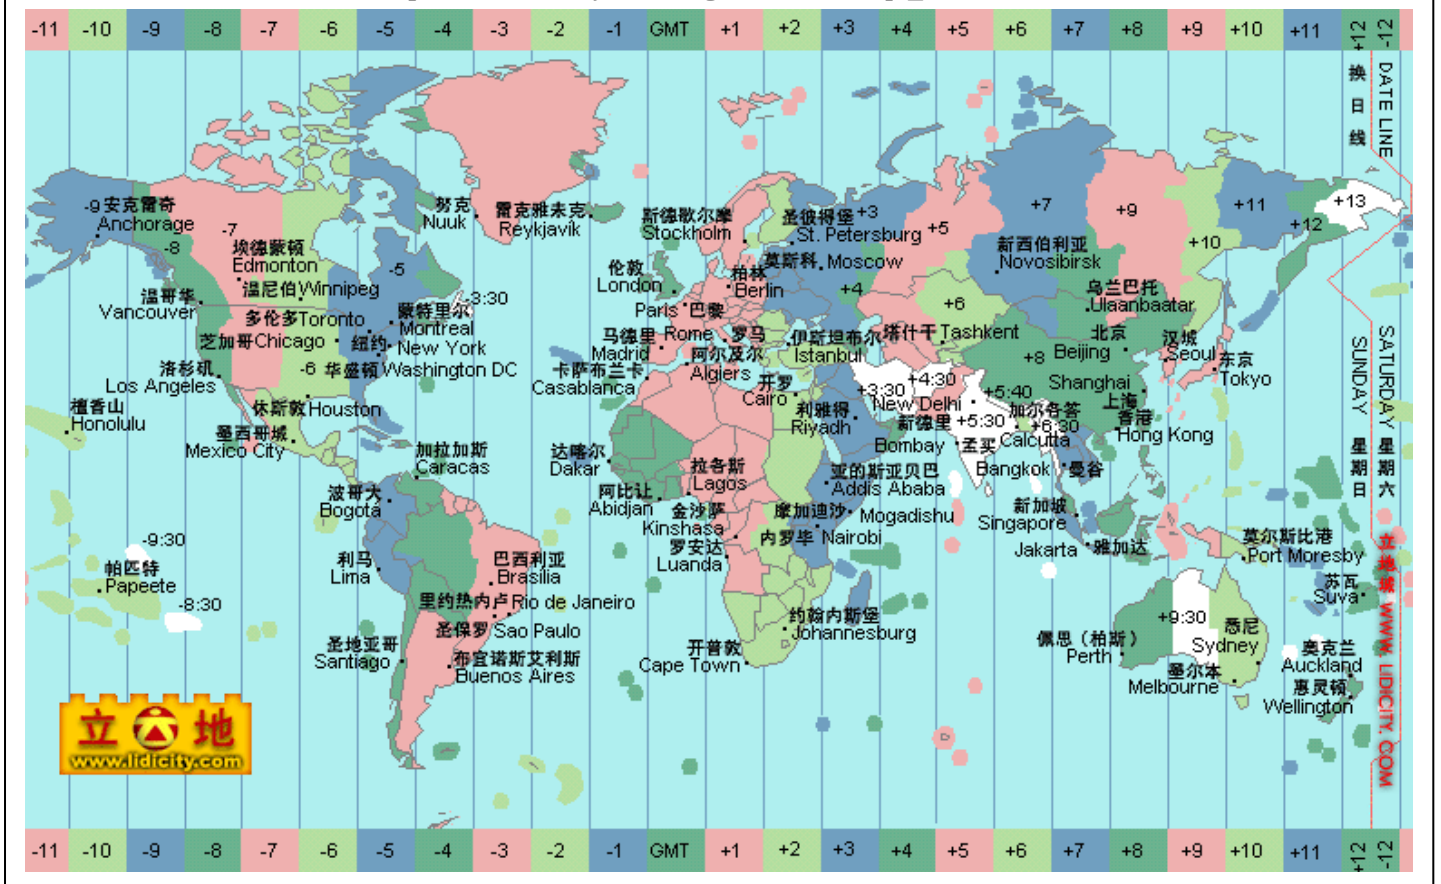 -11 -10 -9 -8 -7 -6 -5 -4 -3 -2 -1 GMT +1 +2 +3 +4 +5 +6 +7 +8 +9 +10 +11 +12 -12
换日线
DATE LINE
-9 安克雷奇
Anchorage
-8
-7
埃德蒙顿
Edmonton
温尼伯 Winnipeg
温哥华
Vancouver
多伦多 Toronto
芝加哥 Chicago
洛杉矶
Los Angeles
檀香山
Honolulu
休斯敦 Houston
墨西哥城
Mexico City
-6
-5
-3:30
蒙特里尔
Montreal
纽约
New York
华盛顿 Washington DC
努克
Nuuk
雷克雅未克
Reykjavik
加拉加斯
Caracas
波哥大
Bogota
利马
Lima
巴西利亚
Brasilia
里约热内卢 Rio de Janeiro
圣保罗 Sao Paulo
圣地亚哥
Santiago
布宜诺斯艾利斯
Buenos Aires
-9:30
帕匹特
Papeete
-8:30
斯德歌尔摩
Stockholm
圣彼得堡
St. Petersburg
+3
莫斯科 Moscow
伦敦
London
柏林
Berlin
Paris 巴黎
马德里
Madrid
Rome 罗马
卡萨布兰卡
Casablanca
阿尔及尔
Algiers
伊斯坦布尔
Istanbul
塔什干 Tashkent
开罗
Cairo
利雅得
Riyadh
+4
+5
+6
+7
+9
+10
+11
+12
+13
新西伯利亚
Novosibirsk
乌兰巴托
Ulaanbaatar
北京
Beijing
+8
汉城
Seoul
东京
Tokyo
Shanghai
上海
香港
Hong Kong
+3:30
+4:30
New Delhi
新德里
+5:30
+5:40
加尔各答
Calcutta
+6:30
Bombay 孟买
Bangkok 曼谷
达喀尔
Dakar
阿比让
Abidjan
拉各斯
Lagos
金沙萨
Kinshasa
罗安达
Luanda
亚的斯亚贝巴
Addis Ababa
摩加迪沙 Mogadishu
内罗毕 Nairobi
约翰内斯堡
Johannesburg
开普敦
Cape Town
新加坡
Singapore
Jakarta 雅加达
莫尔斯比港
Port Moresby
苏瓦
Suva
佩思（柏斯）
Perth
+9:30
悉尼
Sydney
墨尔本
Melbourne
奥克兰
Auckland
惠灵顿
Wellington
SUNDAY 星期日
SATURDAY 星期六
立地城 WWW. LIDICITY. COM
立 地
www.lidicity.com
-11 -10 -9 -8 -7 -6 -5 -4 -3 -2 -1 GMT +1 +2 +3 +4 +5 +6 +7 +8 +9 +10 +11 +12 -12